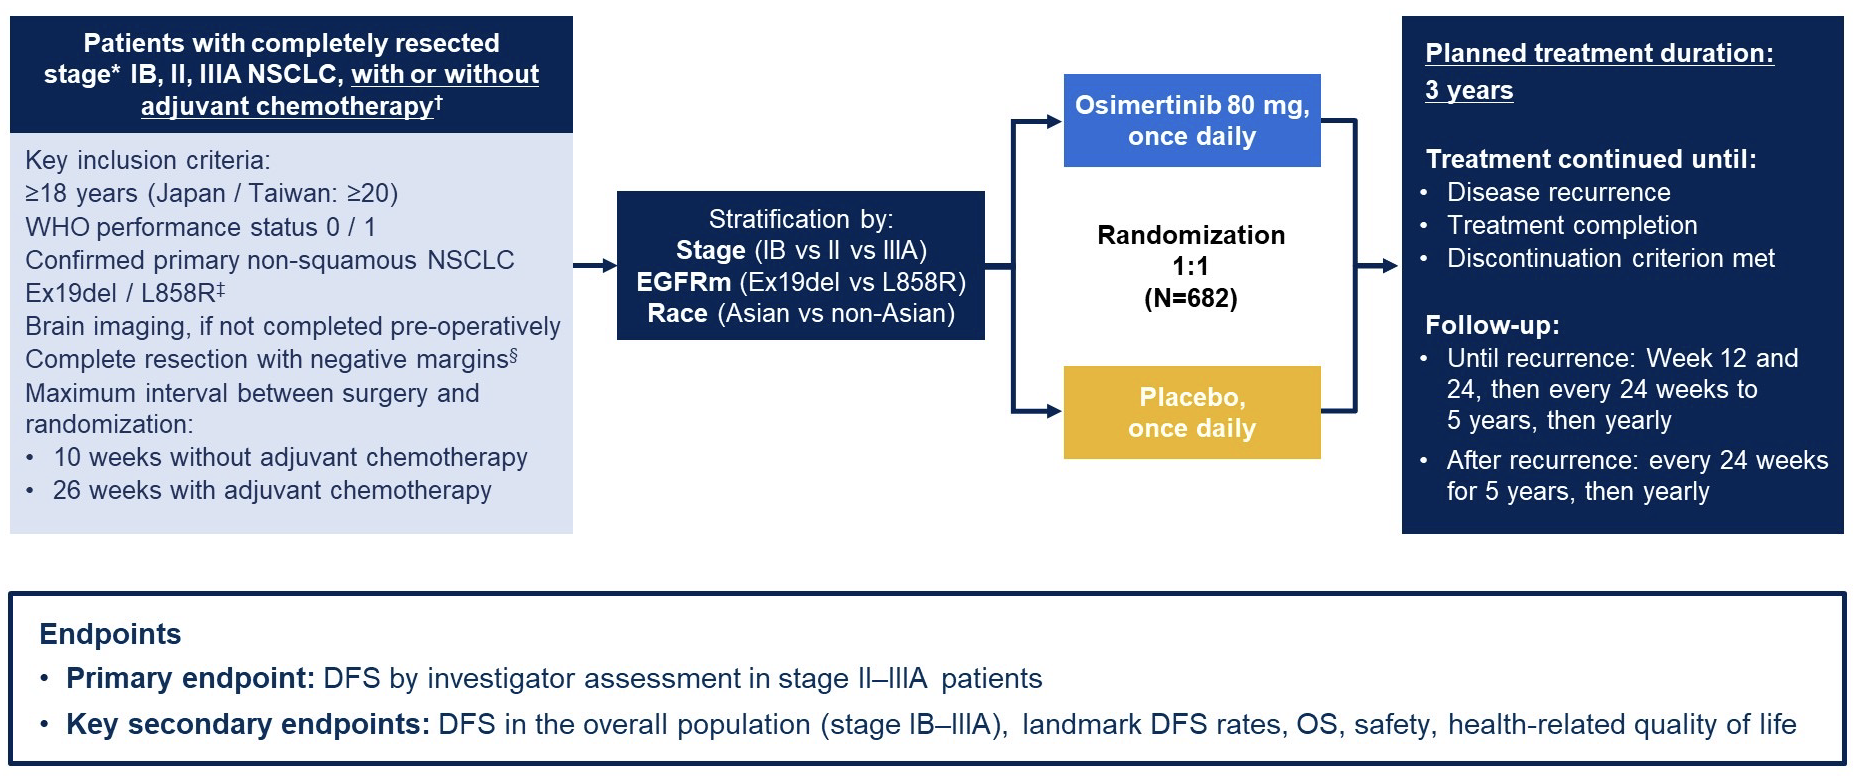 Patients with completely resected
stage* IB, II, IIIA NSCLC, with or without
adjuvant chemotherapy†
Key inclusion criteria:
≥18 years (Japan / Taiwan: ≥20)
WHO performance status 0 / 1
Confirmed primary non-squamous NSCLC
Ex19del / L858R‡
Brain imaging, if not completed pre-operatively
Complete resection with negative margins§
Maximum interval between surgery and
randomization:
• 10 weeks without adjuvant chemotherapy
• 26 weeks with adjuvant chemotherapy
Stratification by:
Stage (IB vs II vs IIIA)
EGFRm (Ex19del vs L858R)
Race (Asian vs non-Asian)
Osimertinib 80 mg,
once daily
Randomization
1:1
(N=682)
Placebo,
once daily
Planned treatment duration:
3 years
Treatment continued until:
• Disease recurrence
• Treatment completion
• Discontinuation criterion met
Follow-up:
• Until recurrence: Week 12 and
24, then every 24 weeks to
5 years, then yearly
• After recurrence: every 24 weeks
for 5 years, then yearly
Endpoints
• Primary endpoint: DFS by investigator assessment in stage II–IIIA patients
• Key secondary endpoints: DFS in the overall population (stage IB–IIIA), landmark DFS rates, OS, safety, health-related quality of life